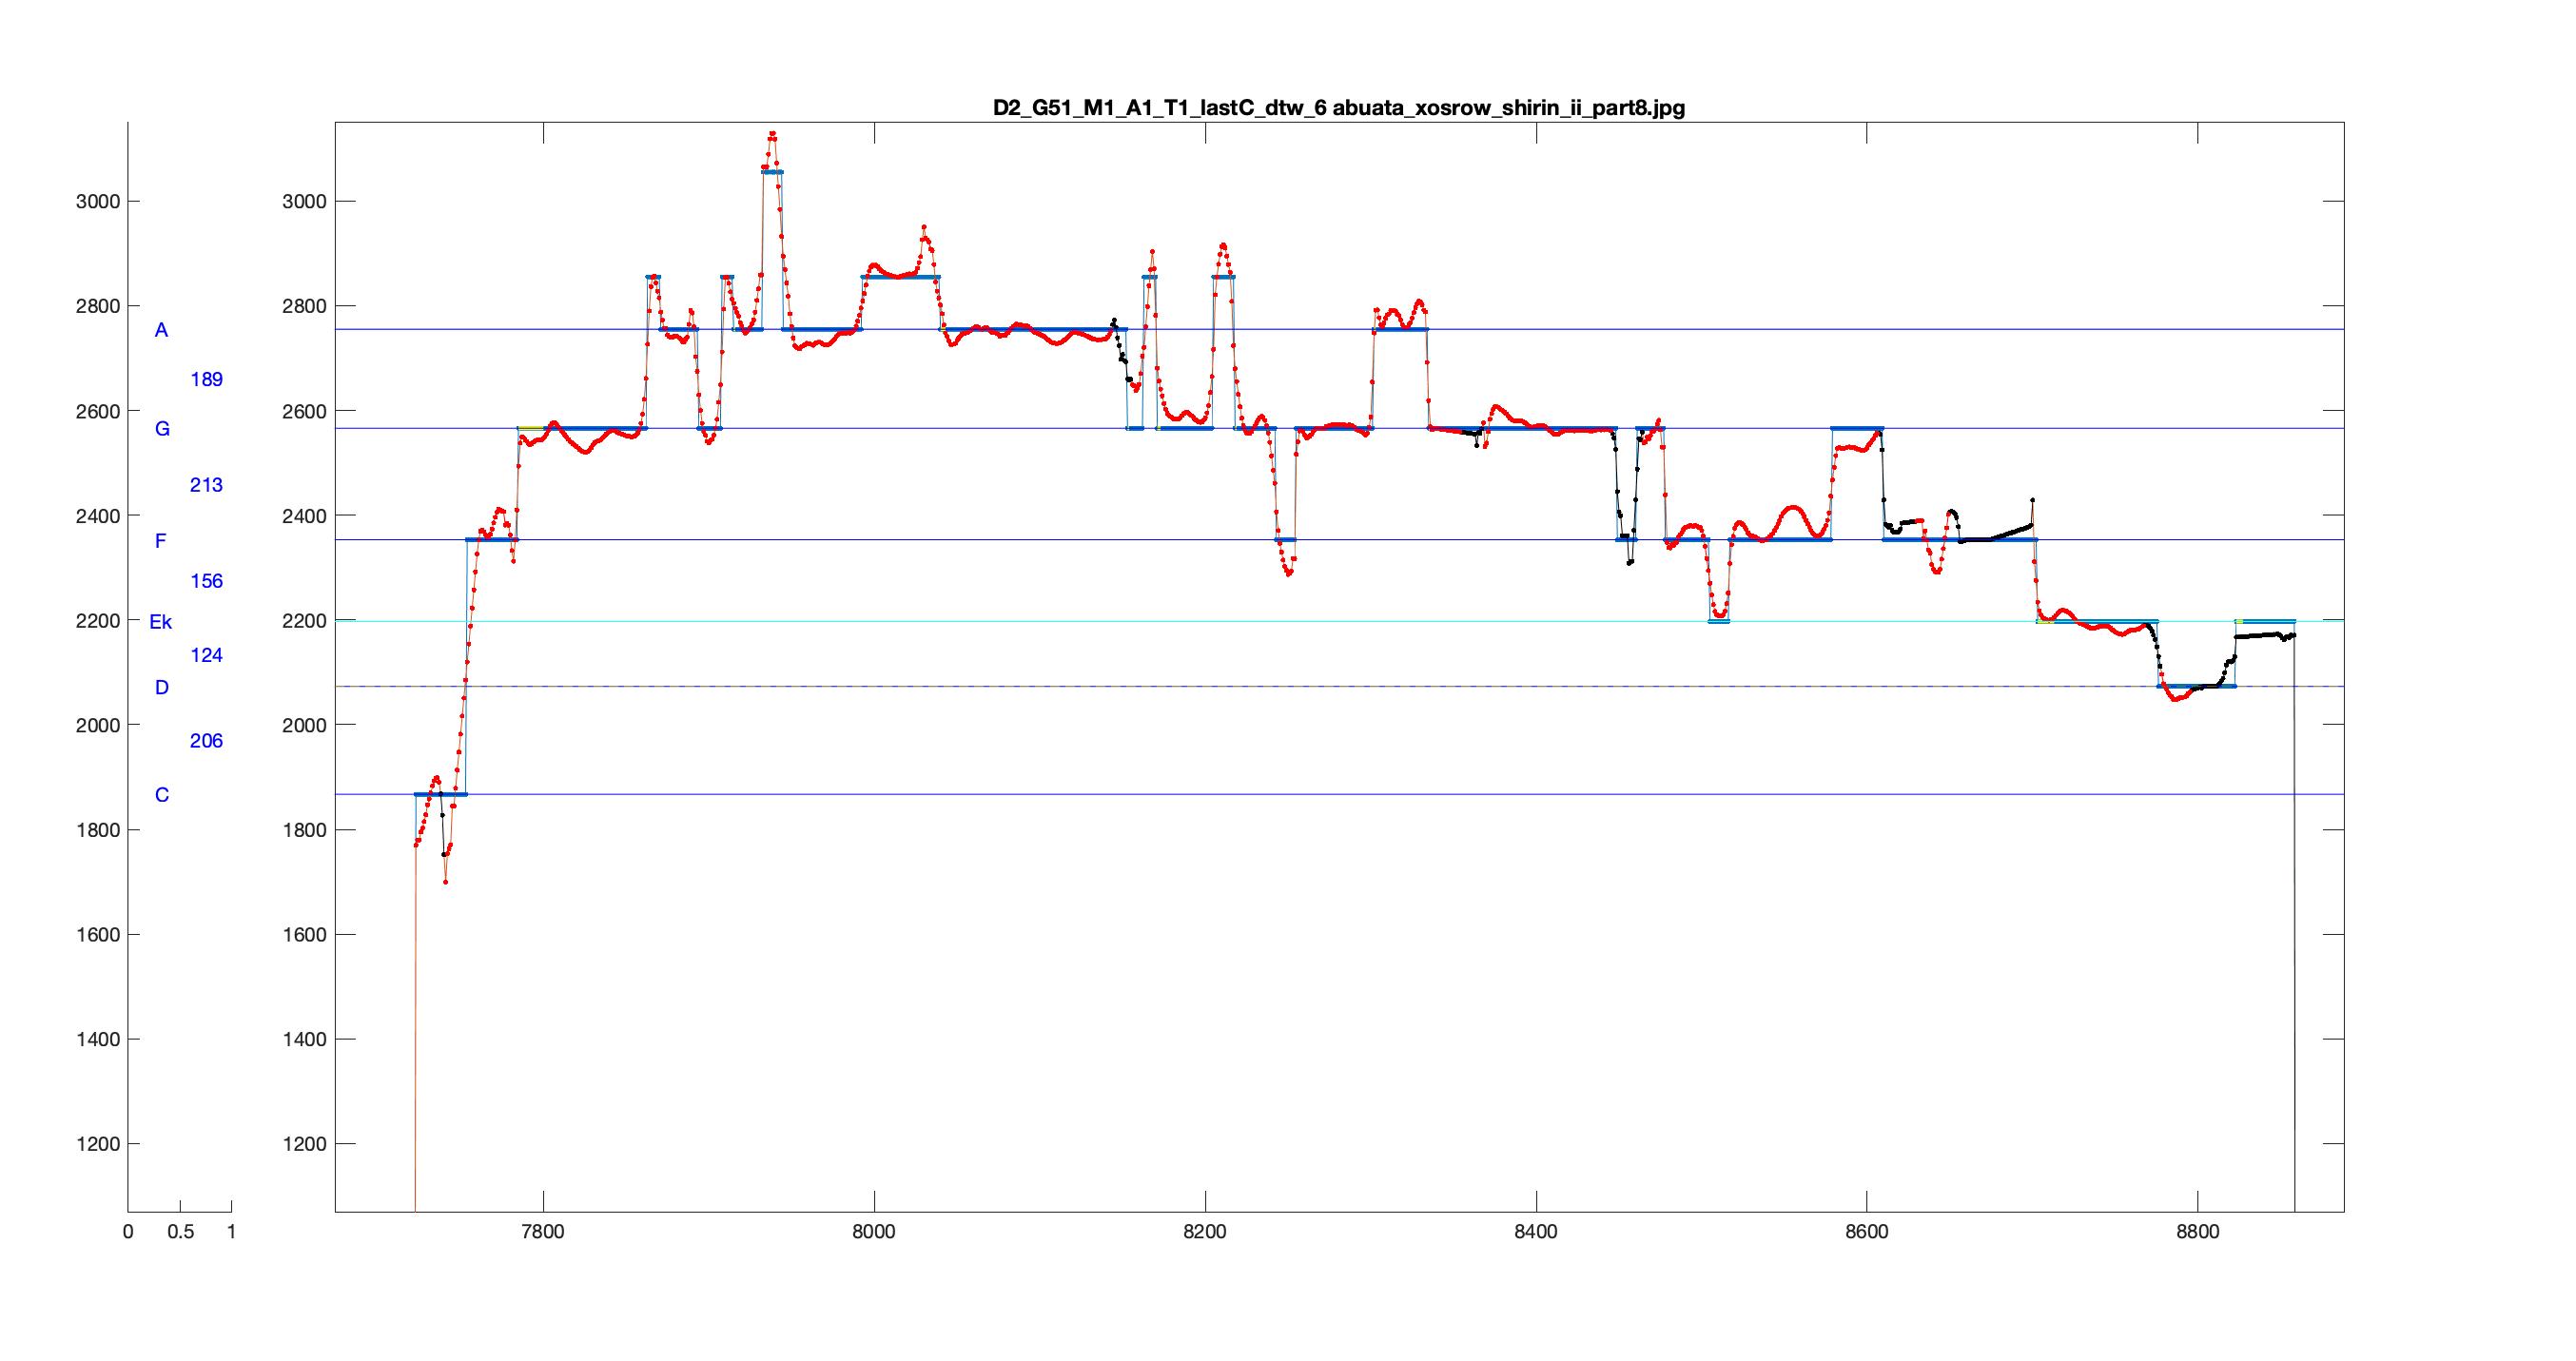 D2_G51_M1_A1_T1_lastC_dtw_6 abuata_xosrow_shirin_ii_part8.jpg
3000 3000
2800 2800
A
189
2600 2600
G
213
2400 2400
F
156
2200 Ek 2200
124
D
2000 2000
206
C
1800 1800
1600 1600
1400 1400
1200 1200
0 0.5 1 7800 8000 8200 8400 8600 8800